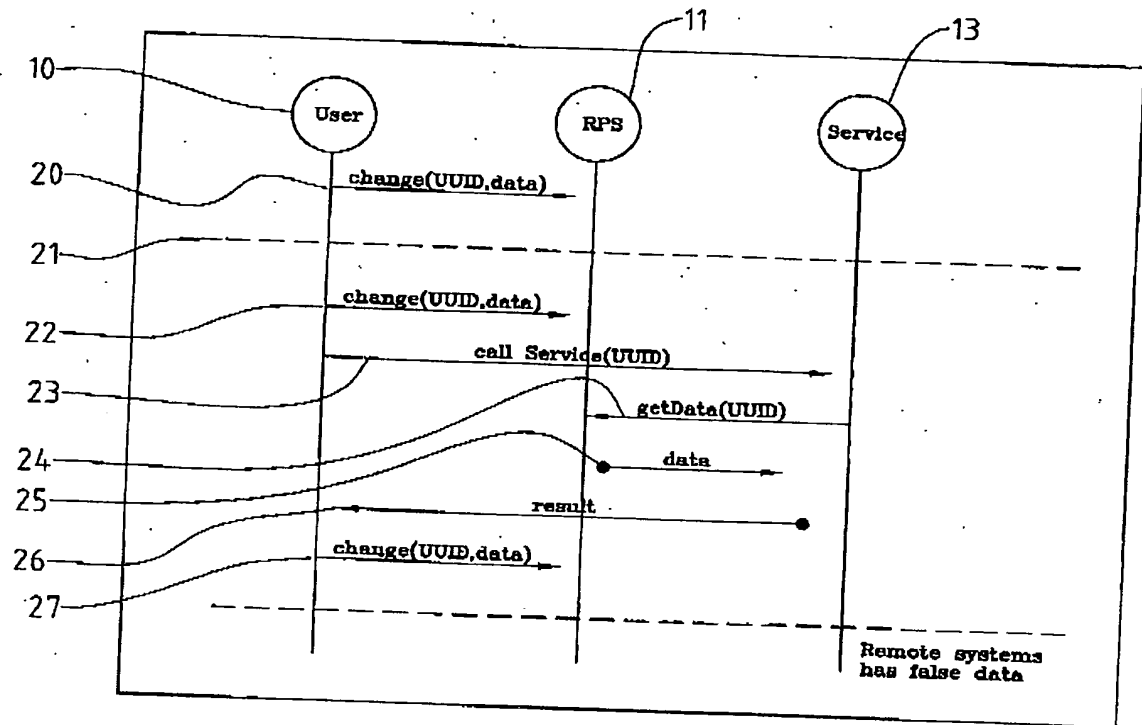 11
13
10
User
RPS
Service
20
change(UUID,data)
21
22
change(UUID,data)
23
call Service(UUID)
24
getData(UUID)
25
data
26
result
27
change(UUID,data)
Remote systems
has false data